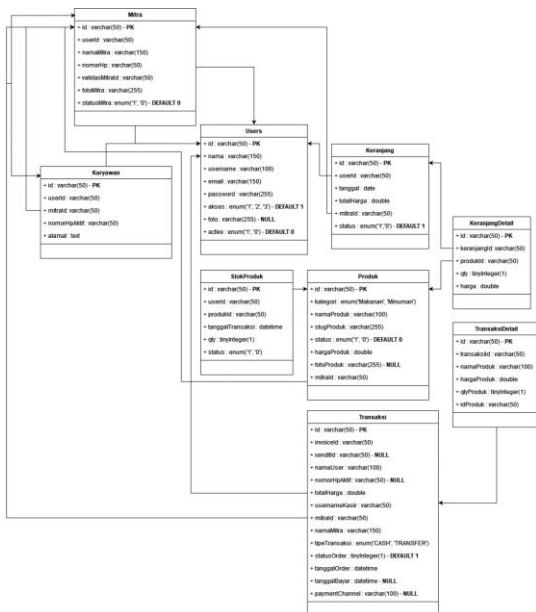 Mitra
+ id : varchar(50) - PK
+ userId : varchar(50)
+ namaMitra : varchar(150)
+ nomorHp : varchar(50)
+ validasMitraId : varchar(50)
+ fotoMitra : varchar(255)
+ statusMitra : enum('1', '0') - DEFAULT 0
Users
+ id : varchar(50) - PK
+ nama : varchar(150)
+ username : varchar(100)
+ email : varchar(150)
+ password : varchar(255)
+ akses : enum('1', '2', '3') - DEFAULT 1
+ foto : varchar(255) - NULL
+ active : enum('1', '0') - DEFAULT 0
Keranjang
+ id : varchar(50) - PK
+ userId : varchar(50)
+ tanggal : date
+ totalHarga : double
+ mitraId : varchar(50)
+ status : enum('1','0') - DEFAULT 1
Karyawan
+ id : varchar(50) - PK
+ userId : varchar(50)
+ mitraId : varchar(50)
+ nomorHpAktif : varchar(50)
+ alamat : text
KeranjangDetail
+ id : varchar(50) - PK
+ keranjangId : varchar(50)
+ produkId : varchar(50)
+ qty : tinyInteger(1)
+ harga : double
StokProduk
+ id : varchar(50) - PK
+ userId : varchar(50)
+ produkId : varchar(50)
+ tanggalTransaksi : datetime
+ qty : tinyInteger(1)
+ status : enum('1', '0')
Produk
+ id : varchar(50) - PK
+ kategori : enum('Makanan', 'Minuman')
+ namaProduk : varchar(100)
+ slugProduk : varchar(255)
+ status : enum('1', '0') - DEFAULT 0
+ hargaProduk : double
+ fotoProduk : varchar(255) - NULL
+ mitraId : varchar(50)
TransaksiDetail
+ id : varchar(50) - PK
+ transaksiId : varchar(50)
+ namaProduk : varchar(100)
+ hargaProduk : double
+ qtyProduk : tinyInteger(1)
+ idProduk : varchar(50)
Transaksi
+ id : varchar(50) - PK
+ invoiceId : varchar(50)
+ xenditId : varchar(50) - NULL
+ namaUser : varchar(100)
+ nomorHpAktif : varchar(50) - NULL
+ totalHarga : double
+ usernameKasir : varchar(50)
+ mitraId : varchar(50)
+ namaMitra : varchar(150)
+ tipeTransaksi : enum('CASH', 'TRANSFER')
+ statusOrder : tinyInteger(1) - DEFAULT 1
+ tanggalOrder : datetime
+ tanggalBayar : datetime - NULL
+ paymentChannel : varchar(100) - NULL